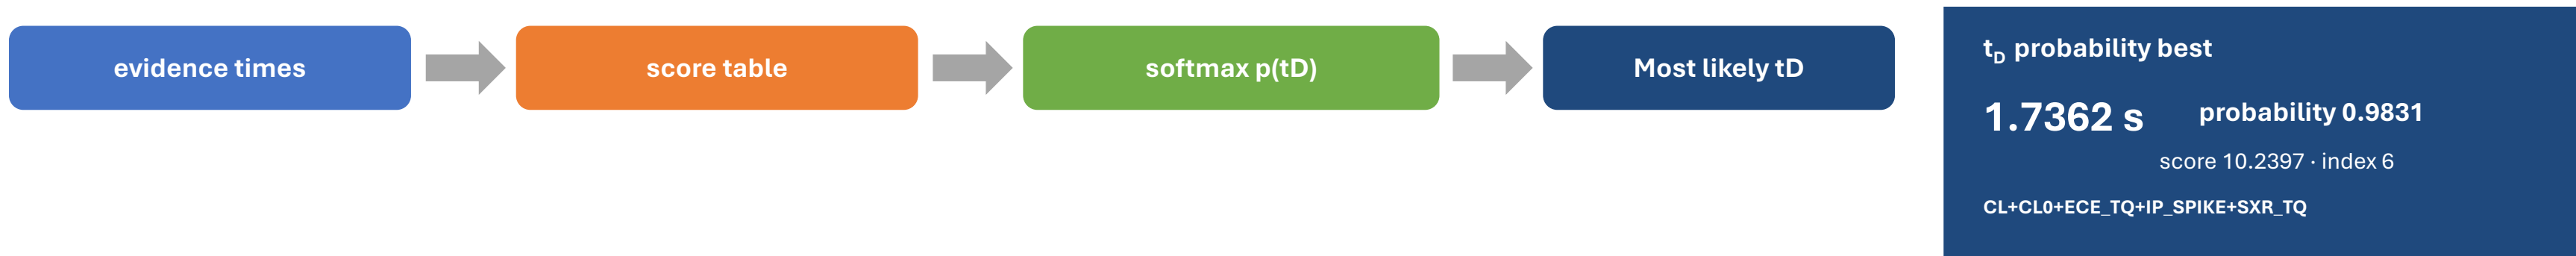 evidence times
score table
softmax p(tD)
Most likely tD
tD probability best
1.7362 s probability 0.9831
score 10.2397 · index 6
CL+CL0+ECE_TQ+IP_SPIKE+SXR_TQ